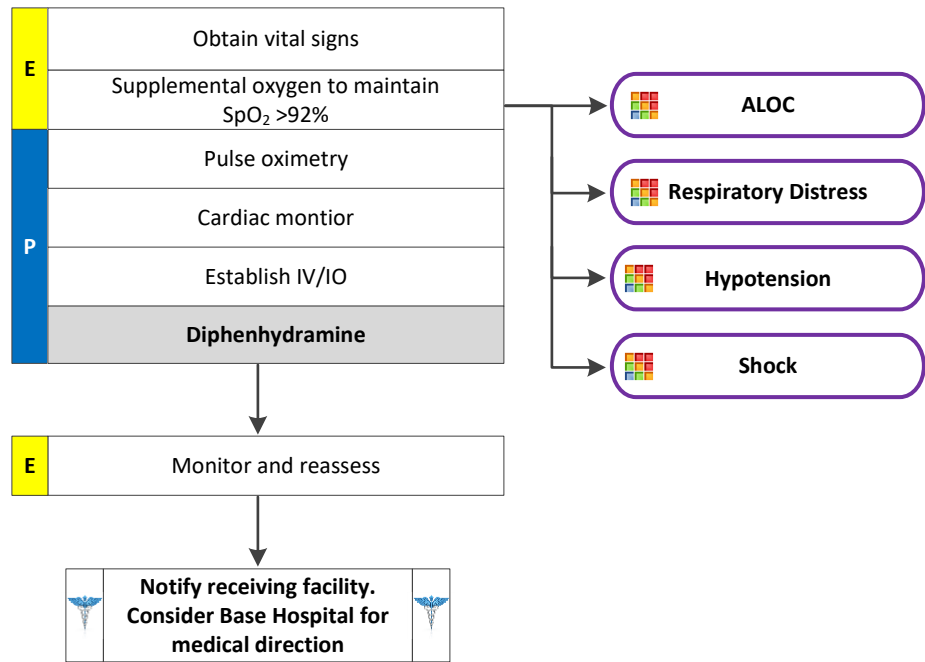 E
Obtain vital signs
Supplemental oxygen to maintain
SpO₂ >92%
P
Pulse oximetry
Cardiac montior
Establish IV/IO
Diphenhydramine
ALOC
Respiratory Distress
Hypotension
Shock
E
Monitor and reassess
Notify receiving facility.
Consider Base Hospital for
medical direction